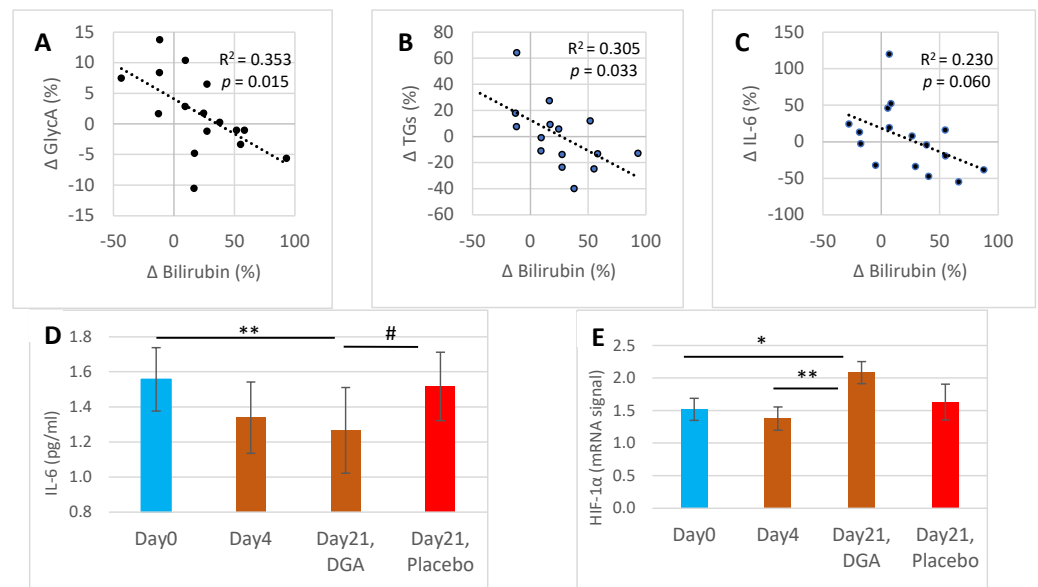 A
R² = 0.353
p = 0.015
15
10
5
0
-5
-10
-15
-50 0 50 100
Δ GlycA (%)
Δ Bilirubin (%)
B
R² = 0.305
p = 0.033
80
60
40
20
0
-20
-40
-60
-50 0 50 100
Δ TGs (%)
Δ Bilirubin (%)
C
R² = 0.230
p = 0.060
150
100
50
0
-50
-100
-50 0 50 100
Δ IL-6 (%)
Δ Bilirubin (%)
D
** #
1.8
1.6
1.4
1.2
1.0
0.8
IL-6 (pg/ml)
Day0 Day4 Day21, Day21,
DGA Placebo
E
*
**
2.5
2.0
1.5
1.0
0.5
0.0
HIF-1α (mRNA signal)
Day0 Day4 Day21, Day21,
DGA Placebo